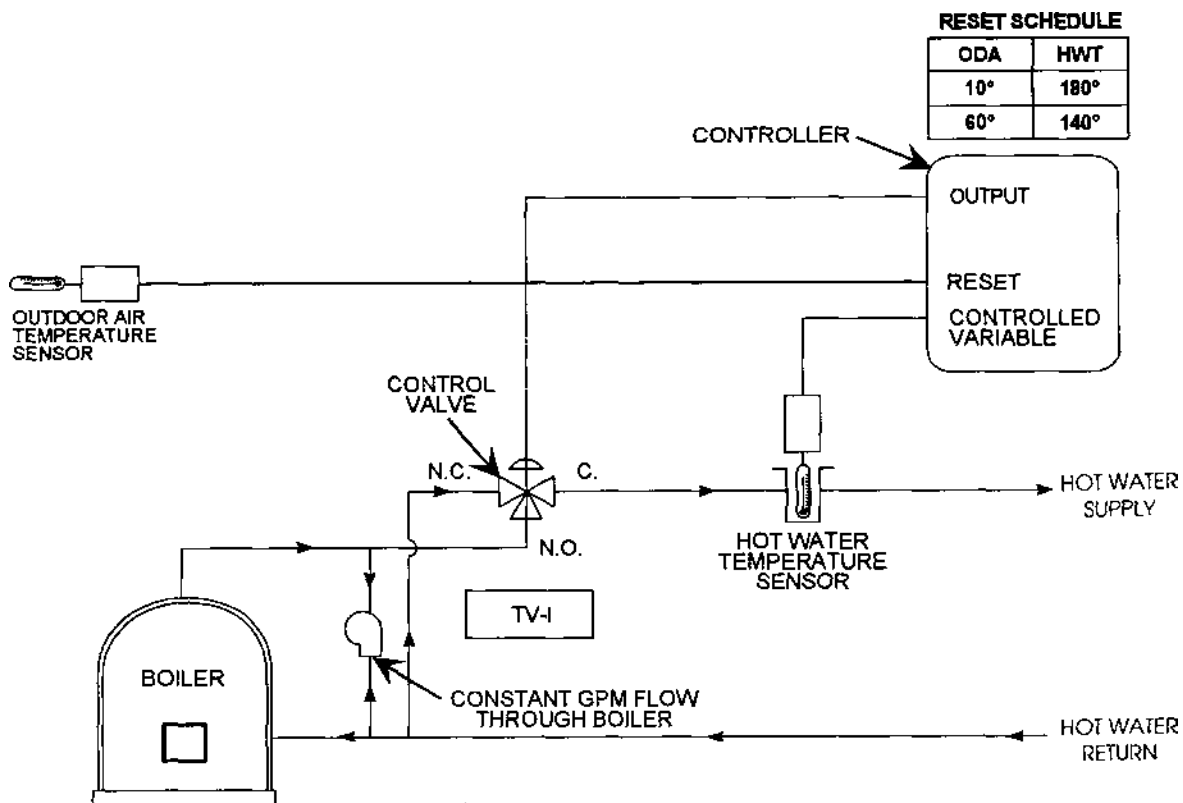 RESET SCHEDULE
ODA HWT
10° 180°
60° 140°
CONTROLLER
OUTPUT
RESET
CONTROLLED
VARIABLE
OUTDOOR AIR
TEMPERATURE
SENSOR
CONTROL
VALVE
N.C.
C.
N.O.
HOT WATER
SUPPLY
HOT WATER
TEMPERATURE
SENSOR
TV-I
BOILER
CONSTANT GPM FLOW
THROUGH BOILER
HOT WATER
RETURN